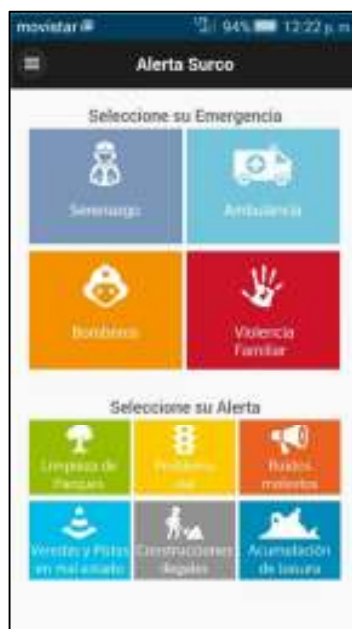 movistar 94% 12:22 p. m.
Alerta Surco
Seleccione su Emergencia
Serenazgo
Ambulancia
Bomberos
Violencia
Familiar
Seleccione su Alerta
Limpieza de
Parques
Problema
vial
Ruidos
molestos
Veredas y Pistas
en mal estado
Construcciones
ilegales
Acumulación
de basura